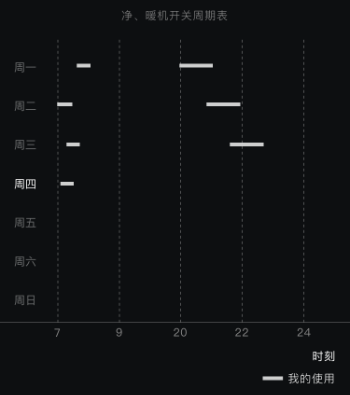 净、暖机开关周期表
周一
周二
周三
周四
周五
周六
周日
7 9 20 22 24
时刻
我的使用